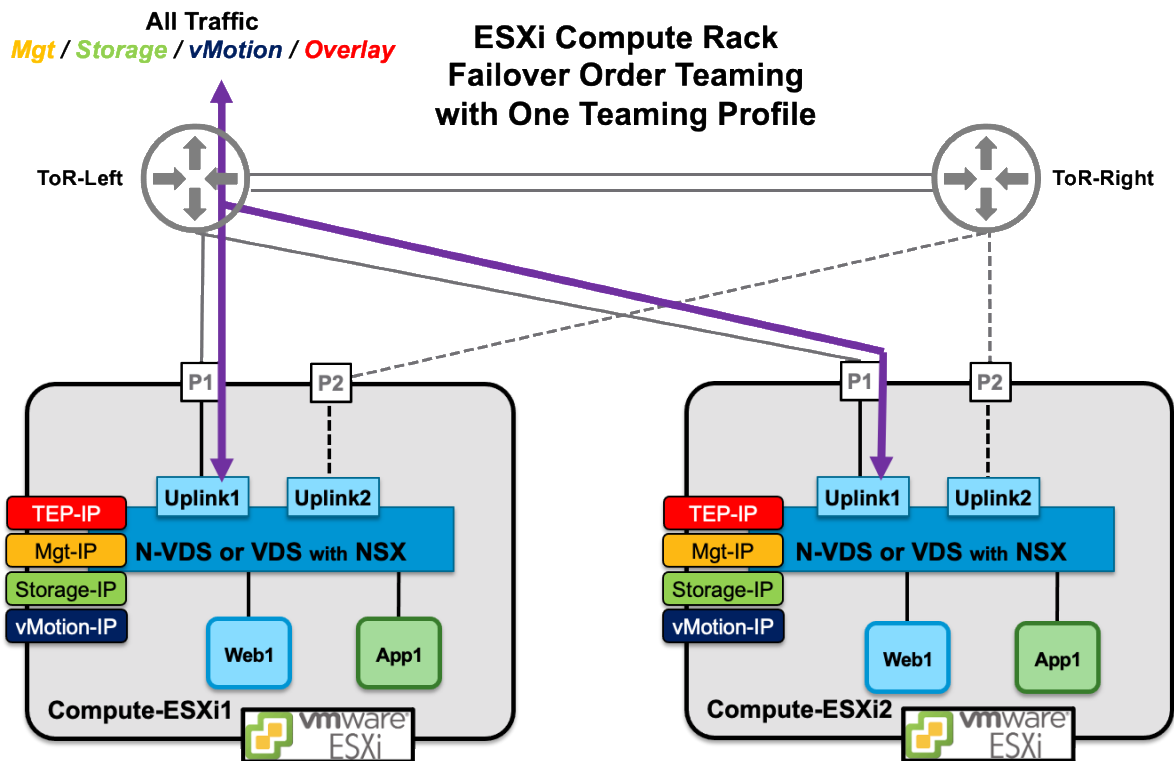 All Traffic
Mgt / Storage / vMotion / Overlay
ESXi Compute Rack
Failover Order Teaming
with One Teaming Profile
ToR-Left
ToR-Right
P1
P2
P1
P2
Uplink1
Uplink2
TEP-IP
Mgt-IP
Storage-IP
vMotion-IP
N-VDS or VDS with NSX
Web1
App1
Compute-ESXi1
vmware®
ESXi
Uplink1
Uplink2
TEP-IP
Mgt-IP
Storage-IP
vMotion-IP
N-VDS or VDS with NSX
Web1
App1
Compute-ESXi2
vmware®
ESXi